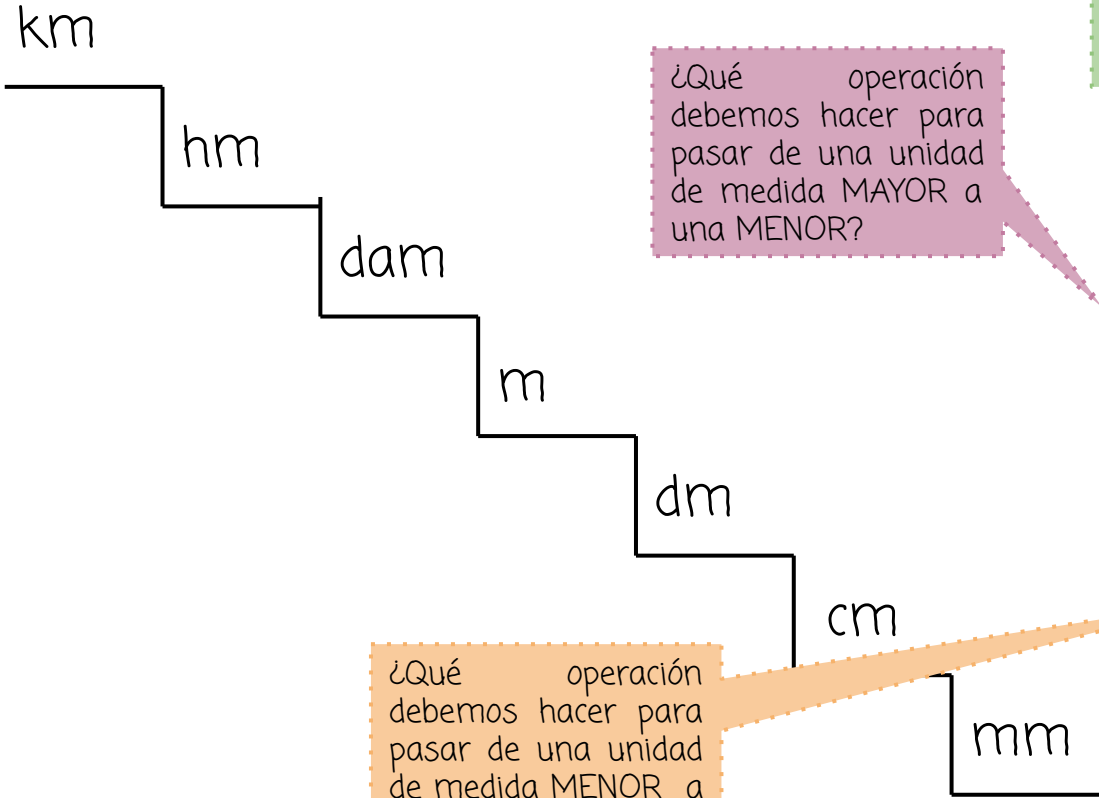 km
hm
dam
m
dm
cm
mm
¿Qué operación
debemos hacer para
pasar de una unidad
de medida MAYOR a
una MENOR?
¿Qué operación
debemos hacer para
pasar de una unidad
de medida MENOR a